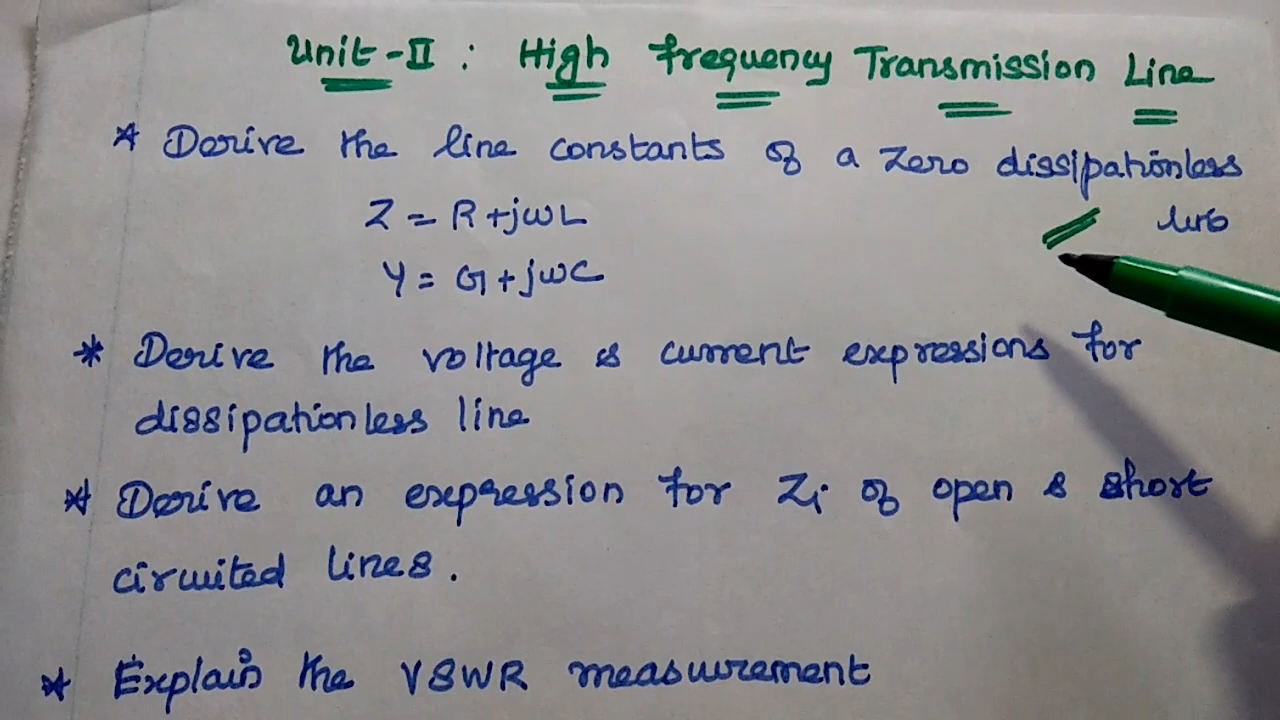 Unit-II : High frequency Transmission Line
* Derive the line constants of a Zero dissipationless
line
Z = R+jωL
Y = G+jωC
* Derive the voltage & current expressions for
dissipationless line
* Derive an expression for Zi of open & short
circuited lines.
* Explain the VSWR measurement